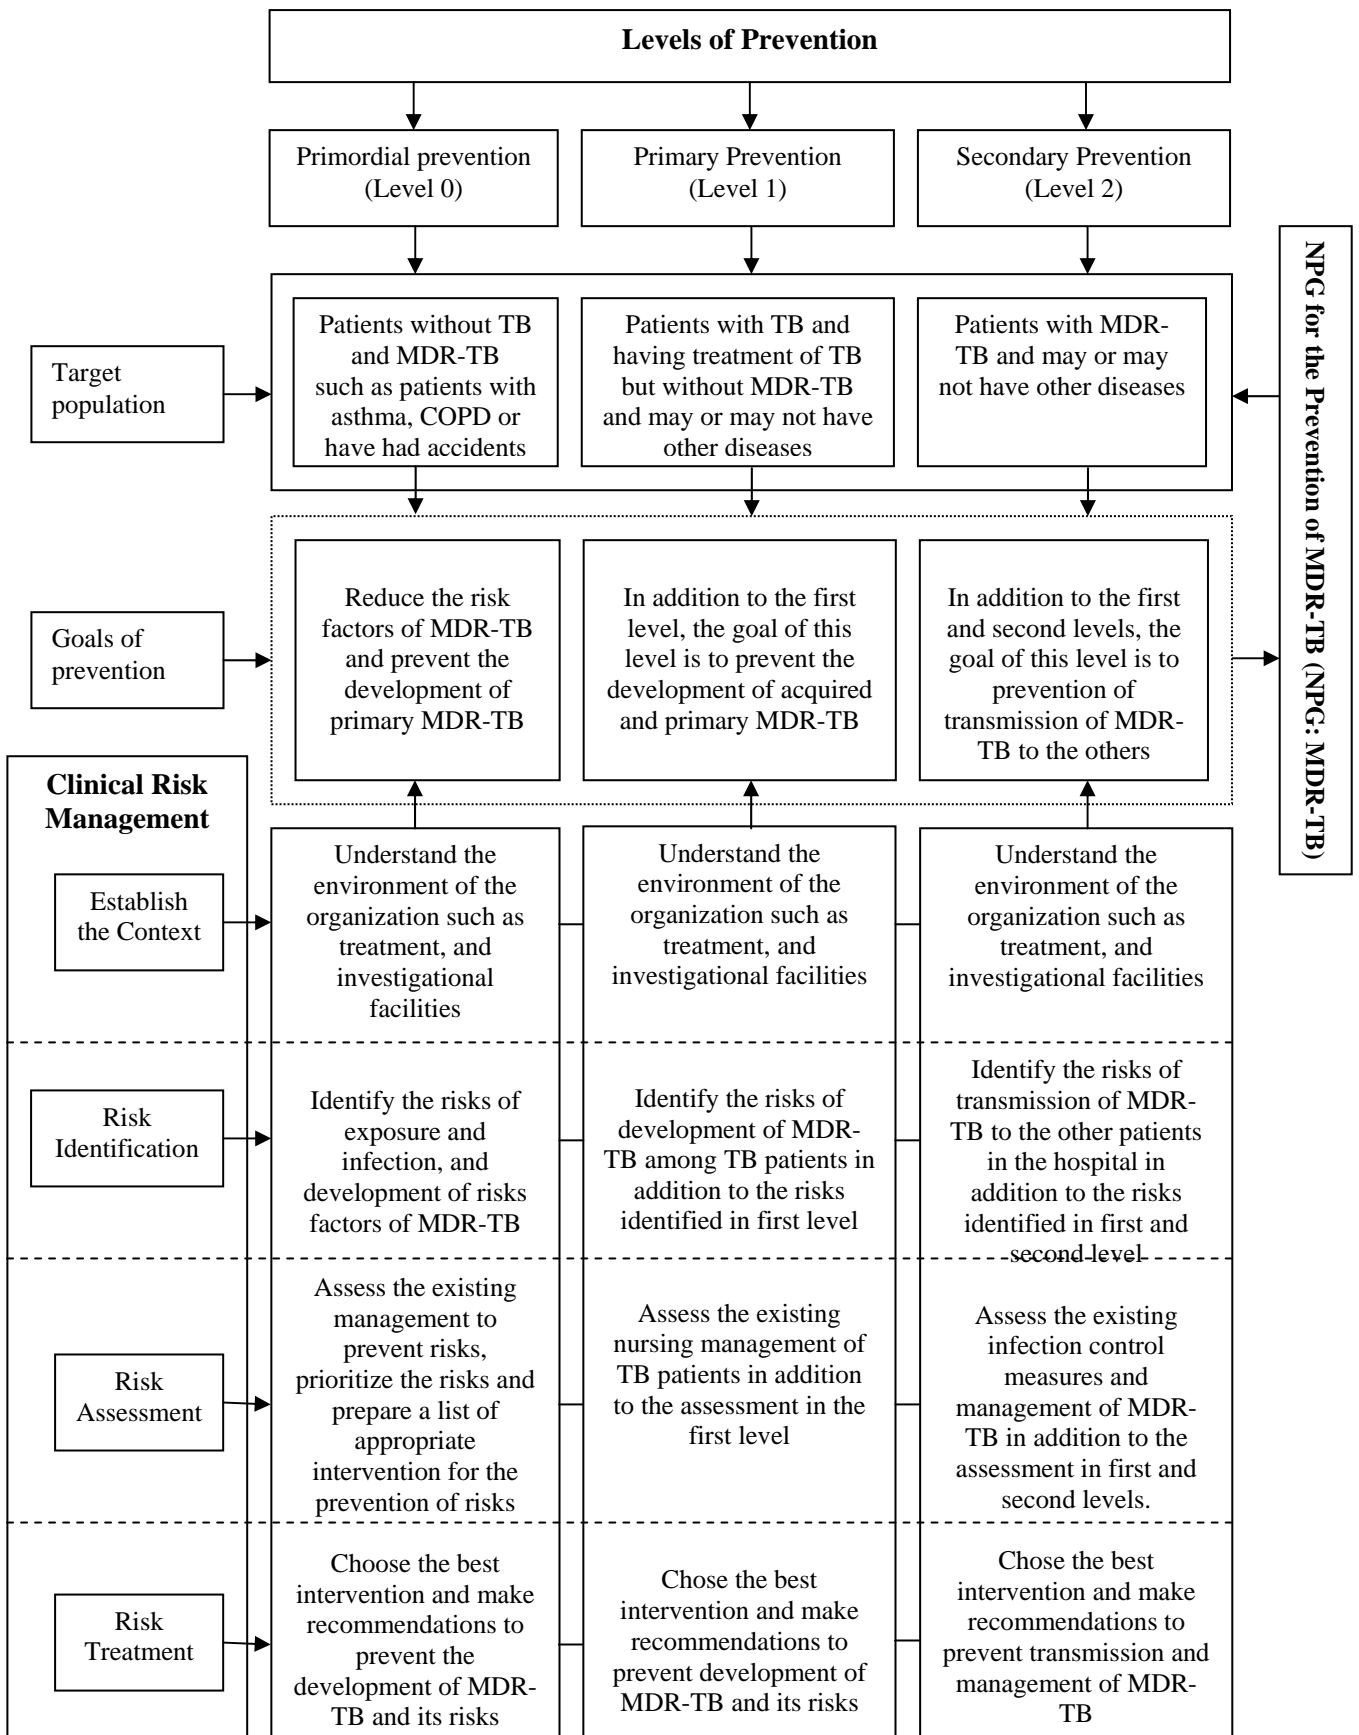 Levels of Prevention
Primordial prevention
(Level 0)
Primary Prevention
(Level 1)
Secondary Prevention
(Level 2)
NPG for the Prevention of MDR-TB (NPG: MDR-TB)
Target
population
Patients without TB
and MDR-TB
such as patients with
asthma, COPD or
have had accidents
Patients with TB and
having treatment of TB
but without MDR-TB
and may or may not have
other diseases
Patients with MDR-
TB and may or may
not have other diseases
Goals of
prevention
Reduce the risk
factors of MDR-TB
and prevent the
development of
primary MDR-TB
In addition to the first
level, the goal of this
level is to prevent the
development of acquired
and primary MDR-TB
In addition to the first
and second levels, the
goal of this level is to
prevention of
transmission of MDR-
TB to the others
Clinical Risk
Management
Establish
the Context
Understand the
environment of the
organization such as
treatment, and
investigational
facilities
Understand the
environment of the
organization such as
treatment, and
investigational facilities
Understand the
environment of the
organization such as
treatment, and
investigational facilities
Risk
Identification
Identify the risks of
exposure and
infection, and
development of risks
factors of MDR-TB
Identify the risks of
development of MDR-
TB among TB patients in
addition to the risks
identified in first level
Identify the risks of
transmission of MDR-
TB to the other patients
in the hospital in
addition to the risks
identified in first and
second level
Risk
Assessment
Assess the existing
management to
prevent risks,
prioritize the risks and
prepare a list of
appropriate
intervention for the
prevention of risks
Assess the existing
nursing management of
TB patients in addition
to the assessment in the
first level
Assess the existing
infection control
measures and
management of MDR-
TB in addition to the
assessment in first and
second levels.
Risk
Treatment
Choose the best
intervention and make
recommendations to
prevent the
development of MDR-
TB and its risks
Chose the best
intervention and make
recommendations to
prevent development of
MDR-TB and its risks
Chose the best
intervention and make
recommendations to
prevent transmission and
management of MDR-
TB